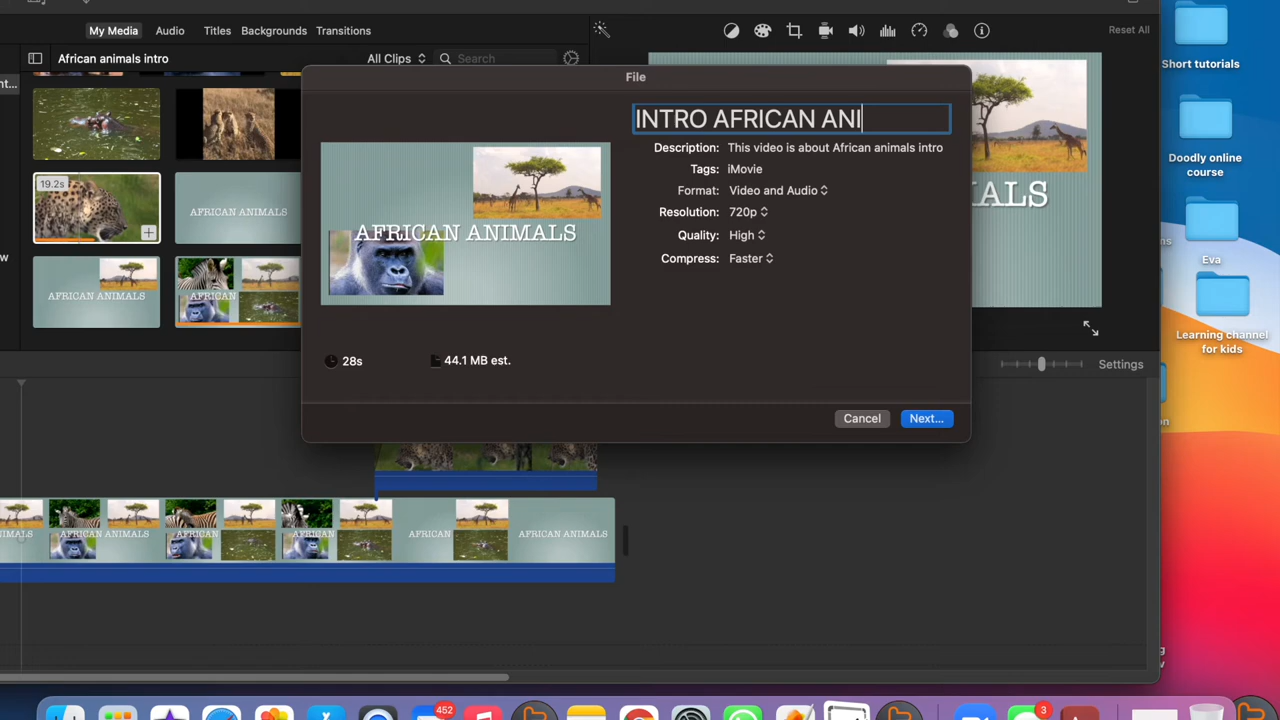 My Media Audio Titles Backgrounds Transitions
Reset All
nt...
African animals intro
All Clips
Search
File
INTRO AFRICAN ANI
Description: This video is about African animals intro
Tags: iMovie
Format: Video and Audio
Resolution: 720p
Quality: High
Compress: Faster
AFRICAN ANIMALS
28s
44.1 MB est.
Cancel
Next...
19.2s
AFRICAN ANIMALS
AFRICAN ANIMALS
AFRICAN
ALS
Settings
IMALS
AFRICAN ANIMALS
AFRICAN
AFRICAN
AFRICAN
AFRICAN ANIMALS
Short tutorials
Doodly online
course
Eva
Learning channel
for kids
452
3